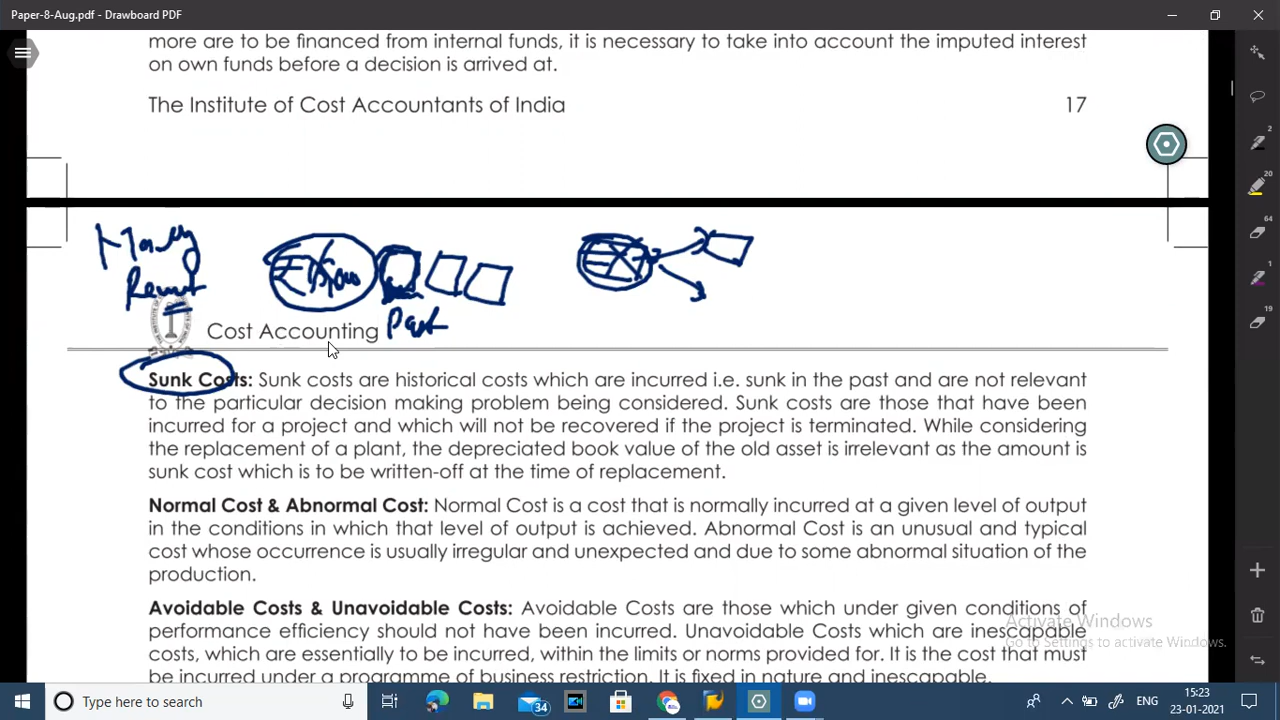 Paper-8-Aug.pdf - Drawboard PDF
more are to be financed from internal funds, it is necessary to take into account the imputed interest
on own funds before a decision is arrived at.
The Institute of Cost Accountants of India 17
Cost Accounting
Past
Sunk Costs: Sunk costs are historical costs which are incurred i.e. sunk in the past and are not relevant
to the particular decision making problem being considered. Sunk costs are those that have been
incurred for a project and which will not be recovered if the project is terminated. While considering
the replacement of a plant, the depreciated book value of the old asset is irrelevant as the amount is
sunk cost which is to be written-off at the time of replacement.
Normal Cost & Abnormal Cost: Normal Cost is a cost that is normally incurred at a given level of output
in the conditions in which that level of output is achieved. Abnormal Cost is an unusual and typical
cost whose occurrence is usually irregular and unexpected and due to some abnormal situation of the
production.
Avoidable Costs & Unavoidable Costs: Avoidable Costs are those which under given conditions of
performance efficiency should not have been incurred. Unavoidable Costs which are inescapable
costs, which are essentially to be incurred, within the limits or norms provided for. It is the cost that must
be incurred under a programme of business restriction. It is fixed in nature and inescapable.
Activate Windows
Go to Settings to activate Windows.
2
20
64
9
19
Type here to search
34
ENG
15:23
23-01-2021